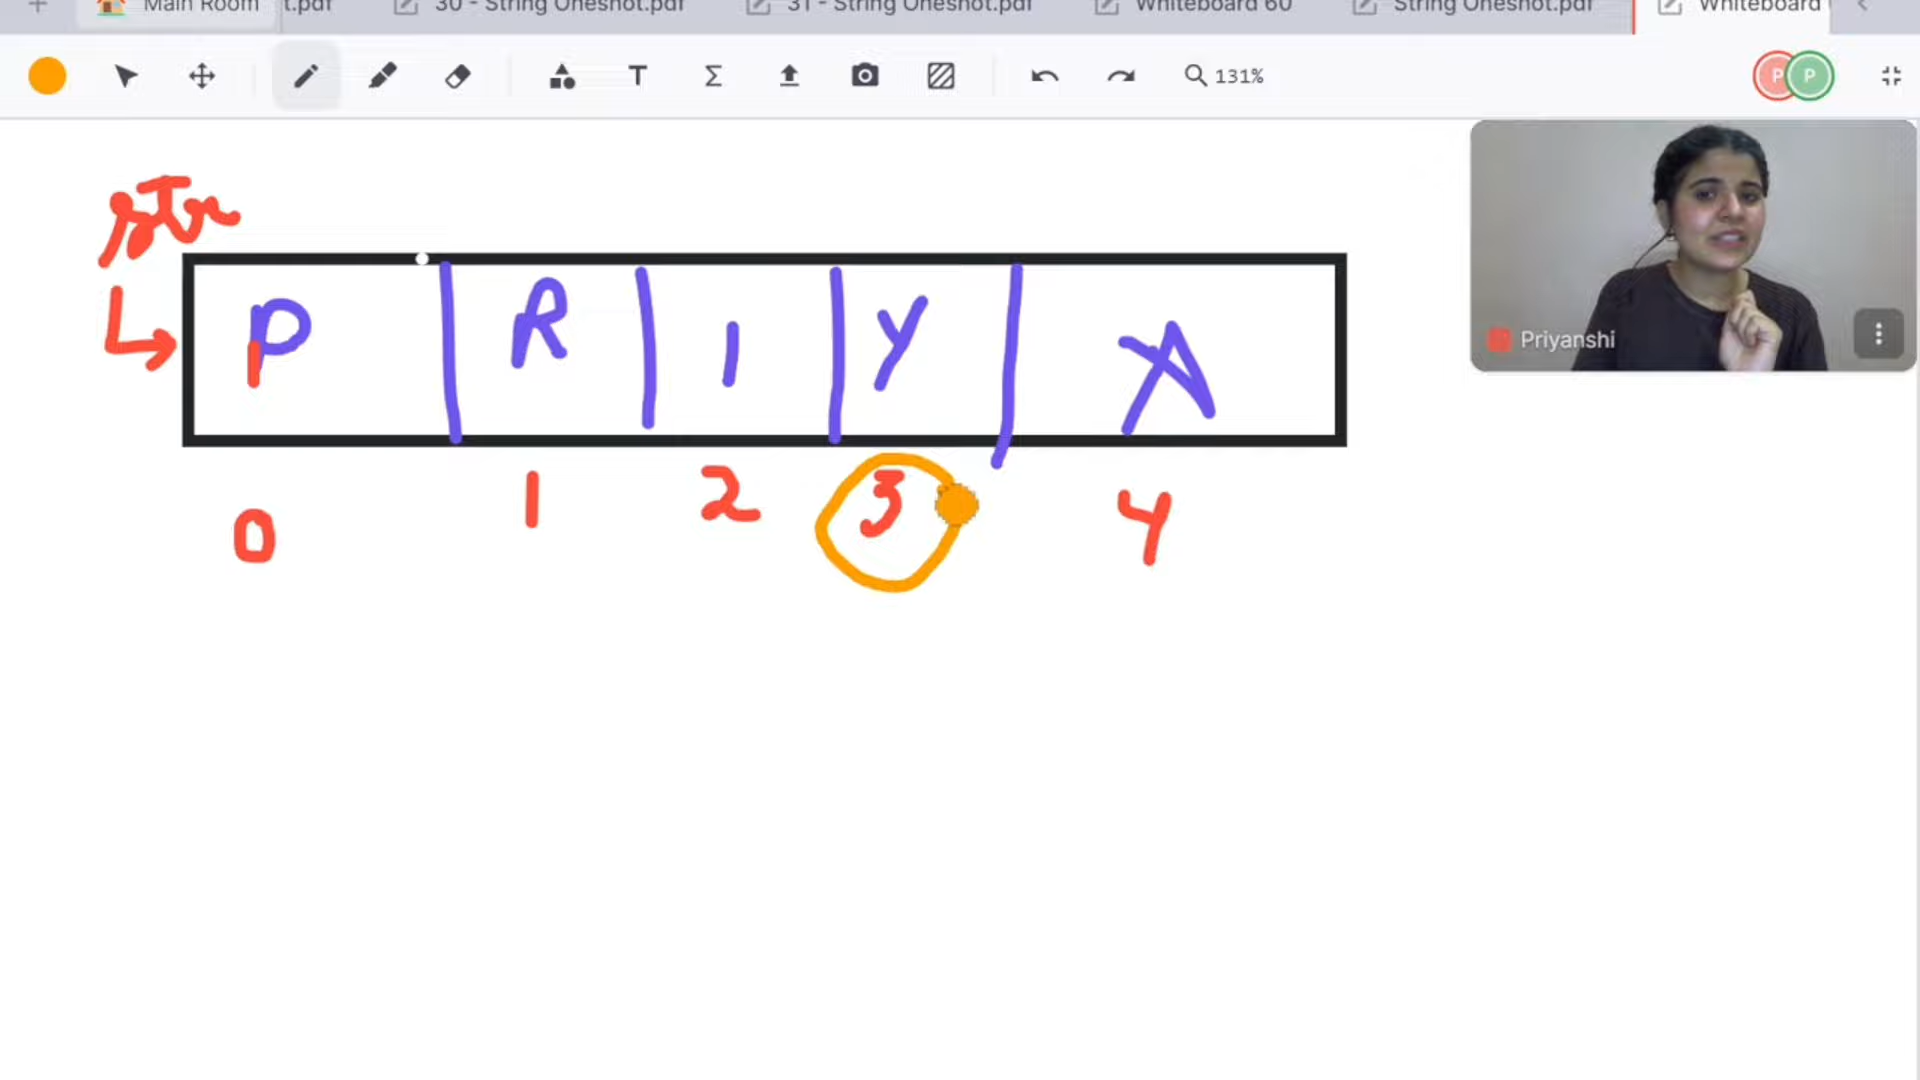 Main Room t.pdf 30 - String Oneshot.pdf 31 - String Oneshot.pdf Whiteboard 60 String Oneshot.pdf Whiteboard
T Σ 131% P P
str
P R I Y A
0 1 2 3 4
Priyanshi